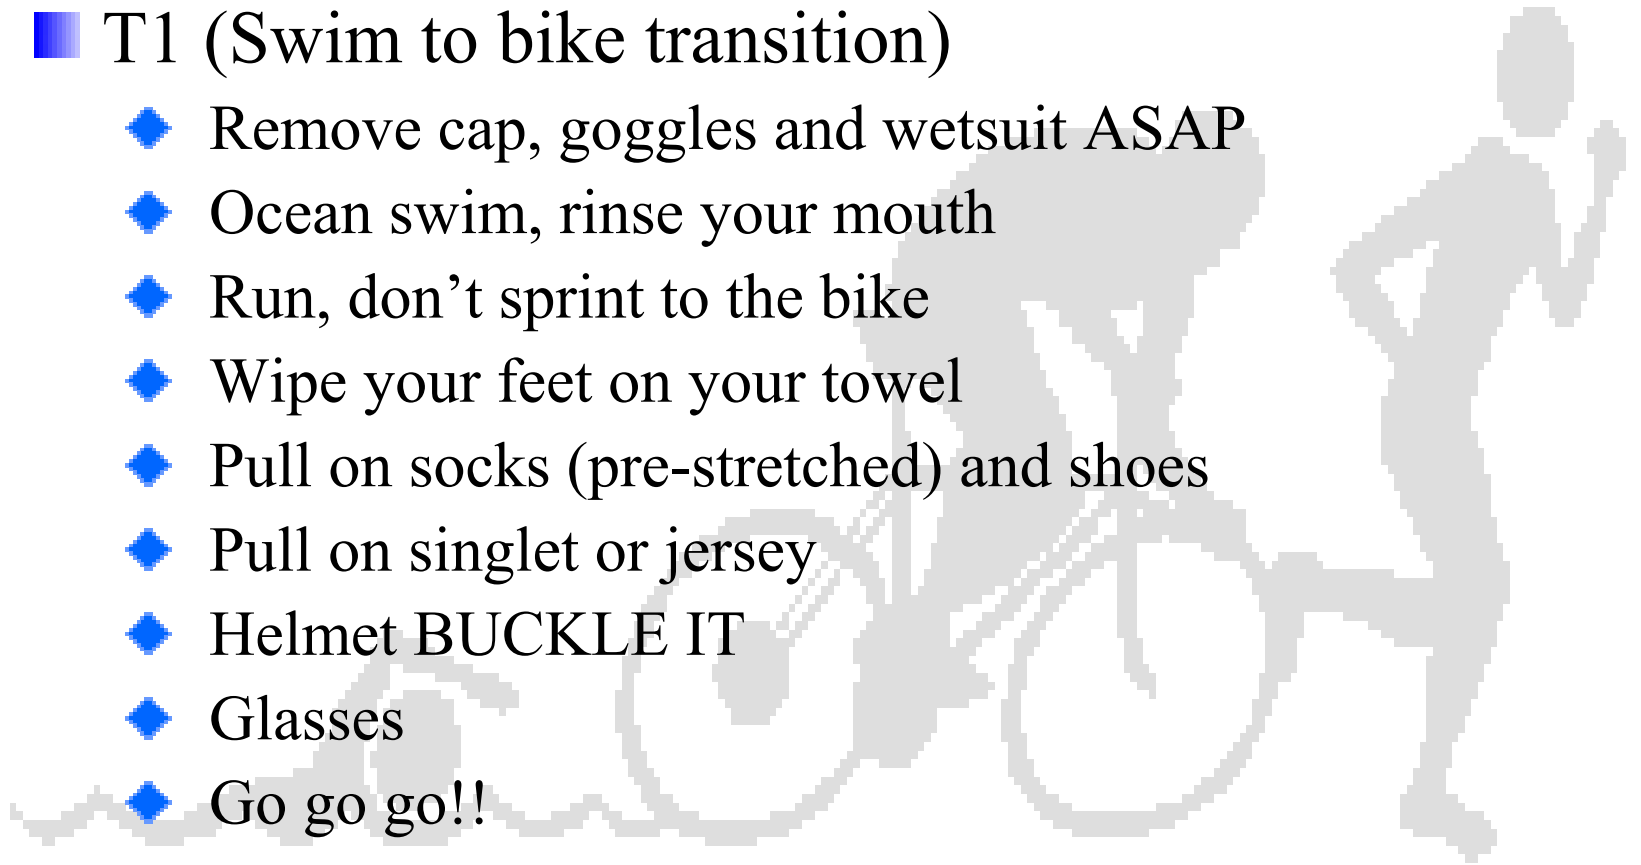 T1 (Swim to bike transition)
Remove cap, goggles and wetsuit ASAP
Ocean swim, rinse your mouth
Run, don’t sprint to the bike
Wipe your feet on your towel
Pull on socks (pre-stretched) and shoes
Pull on singlet or jersey
Helmet BUCKLE IT
Glasses
Go go go!!